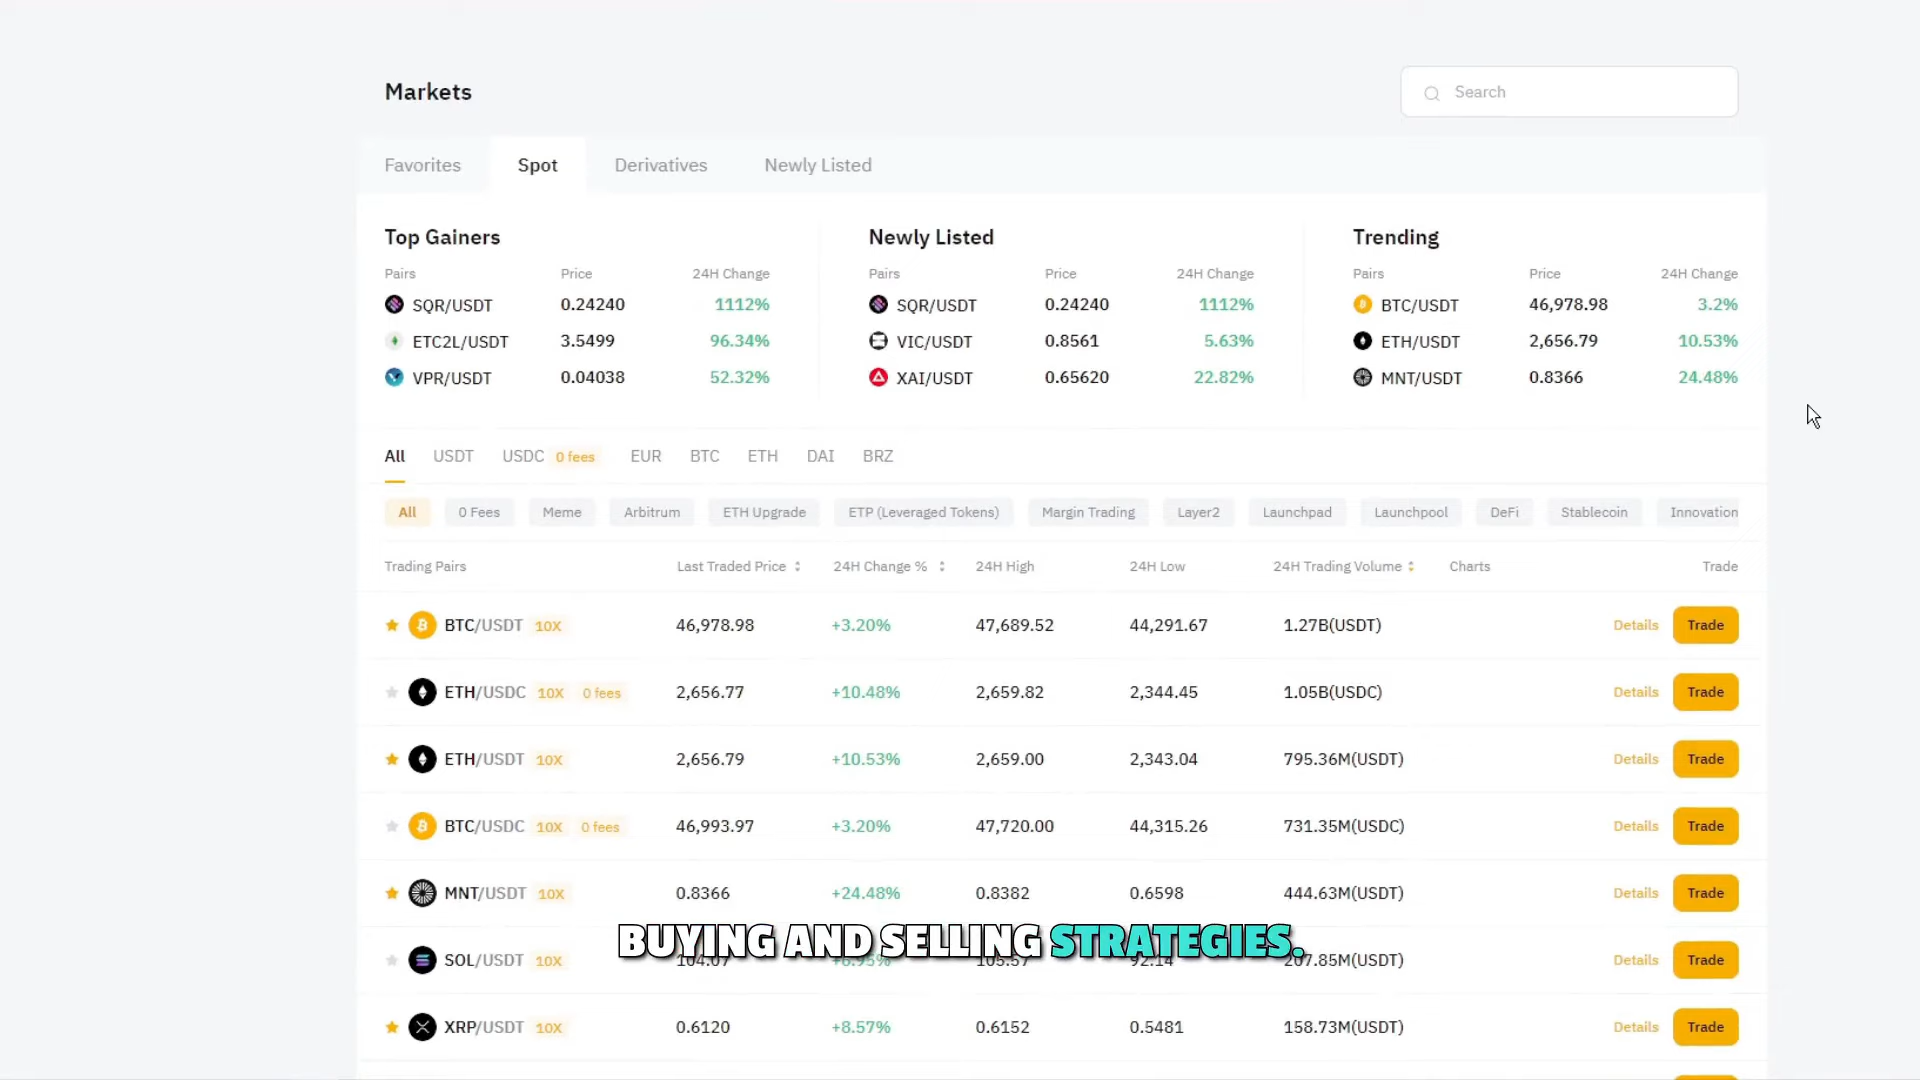 Markets
Search
Favorites Spot Derivatives Newly Listed
Top Gainers
Pairs Price 24H Change
SQR/USDT 0.24240 1112%
ETC2L/USDT 3.5499 96.34%
VPR/USDT 0.04038 52.32%
Newly Listed
Pairs Price 24H Change
SQR/USDT 0.24240 1112%
VIC/USDT 0.8561 5.63%
XAI/USDT 0.65620 22.82%
Trending
Pairs Price 24H Change
BTC/USDT 46,978.98 3.2%
ETH/USDT 2,656.79 10.53%
MNT/USDT 0.8366 24.48%
All USDT USDC 0 fees EUR BTC ETH DAI BRZ
All 0 Fees Meme Arbitrum ETH Upgrade ETP (Leveraged Tokens) Margin Trading Layer2 Launchpad Launchpool DeFi Stablecoin Innovation
Trading Pairs Last Traded Price 24H Change % 24H High 24H Low 24H Trading Volume Charts Trade
BTC/USDT 10X 46,978.98 +3.20% 47,689.52 44,291.67 1.27B(USDT) Details Trade
ETH/USDC 10X 0 fees 2,656.77 +10.48% 2,659.82 2,344.45 1.05B(USDC) Details Trade
ETH/USDT 10X 2,656.79 +10.53% 2,659.00 2,343.04 795.36M(USDT) Details Trade
BTC/USDC 10X 0 fees 46,993.97 +3.20% 47,720.00 44,315.26 731.35M(USDC) Details Trade
MNT/USDT 10X 0.8366 +24.48% 0.8382 0.6598 444.63M(USDT) Details Trade
BUYING AND SELLING STRATEGIES.
SOL/USDT 10X 104.07 +6.95% 105.57 92.14 207.85M(USDT) Details Trade
XRP/USDT 10X 0.6120 +8.57% 0.6152 0.5481 158.73M(USDT) Details Trade